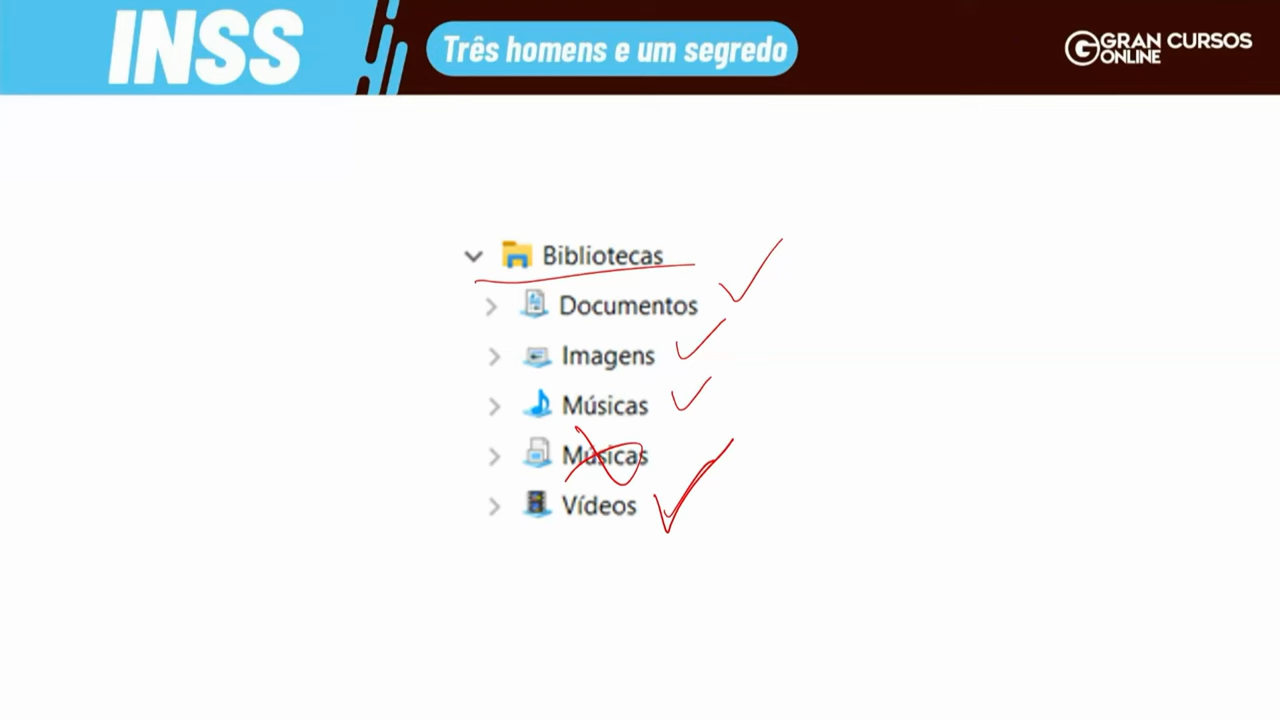 INSS
Três homens e um segredo
GRAN CURSOS
ONLINE
Bibliotecas
Documentos
Imagens
Músicas
Músicas
Vídeos